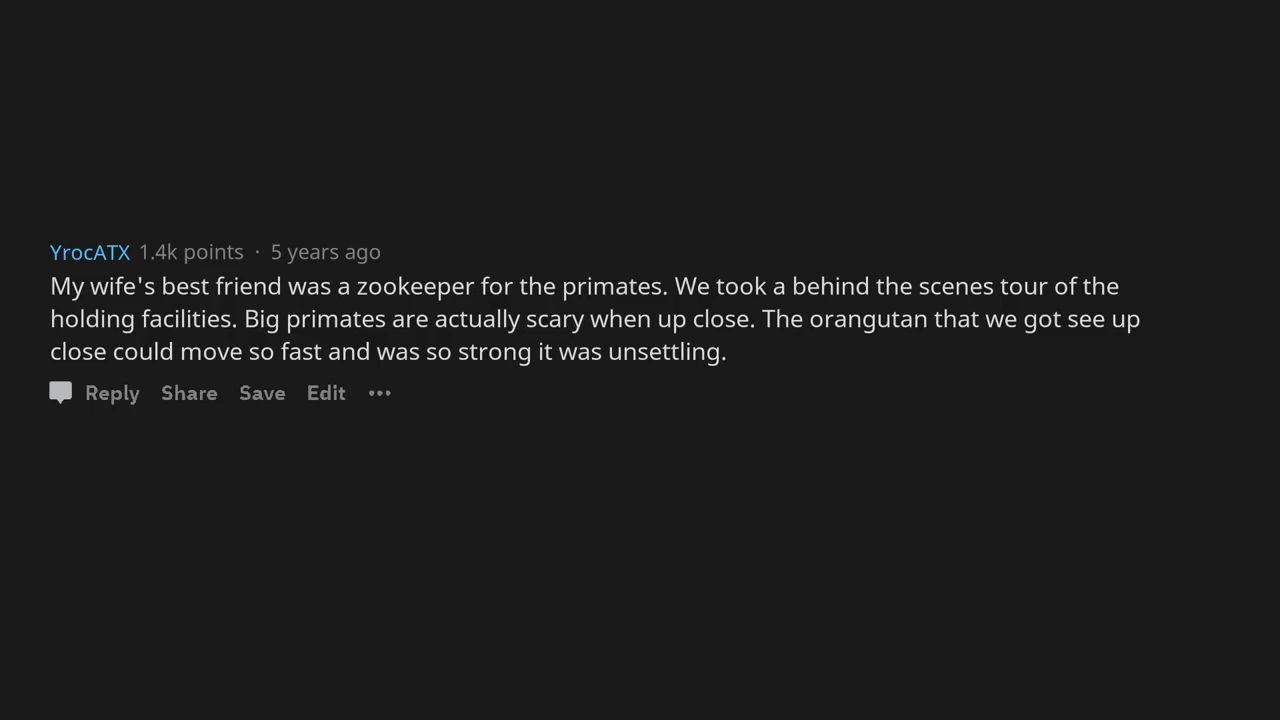 YrocATX 1.4k points · 5 years ago
My wife's best friend was a zookeeper for the primates. We took a behind the scenes tour of the
holding facilities. Big primates are actually scary when up close. The orangutan that we got see up
close could move so fast and was so strong it was unsettling.
Reply Share Save Edit •••